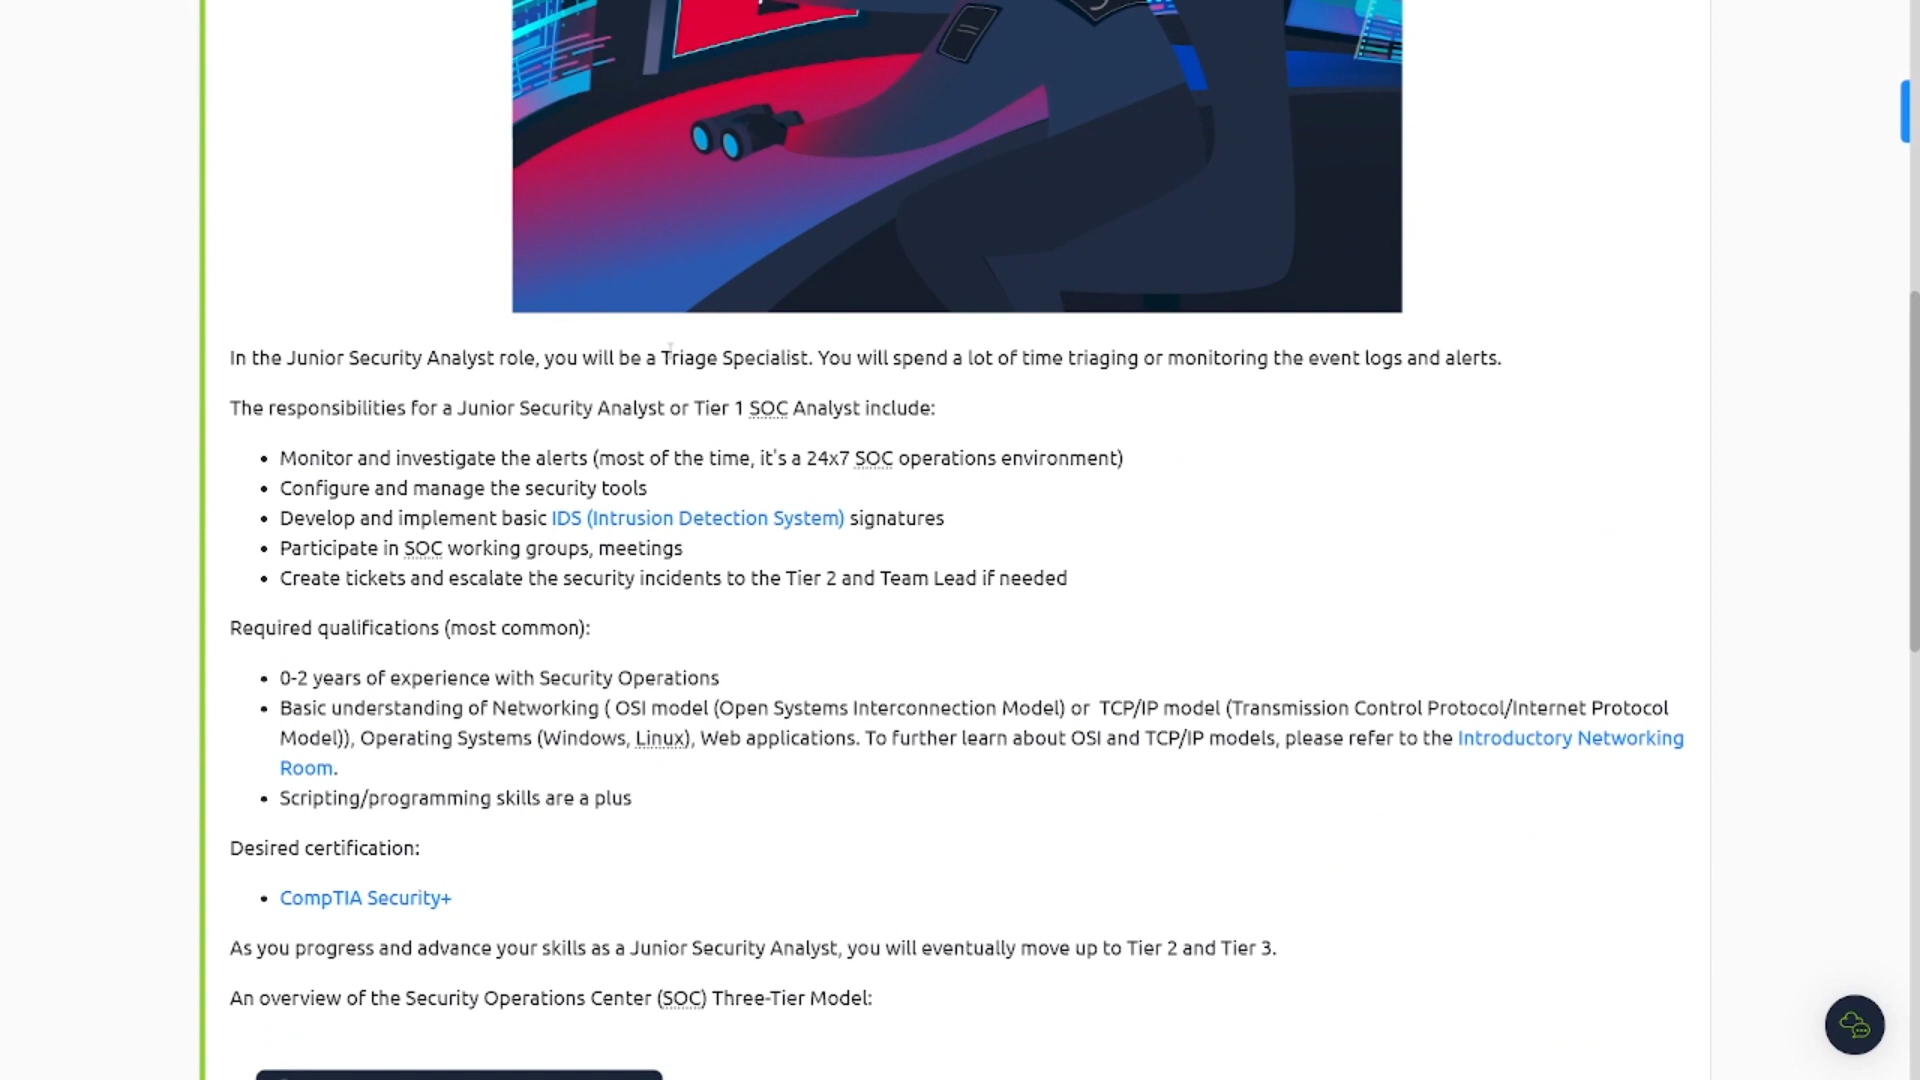 In the Junior Security Analyst role, you will be a Triage Specialist. You will spend a lot of time triaging or monitoring the event logs and alerts.
The responsibilities for a Junior Security Analyst or Tier 1 SOC Analyst include:
• Monitor and investigate the alerts (most of the time, it's a 24x7 SOC operations environment)
• Configure and manage the security tools
• Develop and implement basic IDS (Intrusion Detection System) signatures
• Participate in SOC working groups, meetings
• Create tickets and escalate the security incidents to the Tier 2 and Team Lead if needed
Required qualifications (most common):
• 0-2 years of experience with Security Operations
• Basic understanding of Networking ( OSI model (Open Systems Interconnection Model) or TCP/IP model (Transmission Control Protocol/Internet Protocol
Model)), Operating Systems (Windows, Linux), Web applications. To further learn about OSI and TCP/IP models, please refer to the Introductory Networking
Room.
• Scripting/programming skills are a plus
Desired certification:
• CompTIA Security+
As you progress and advance your skills as a Junior Security Analyst, you will eventually move up to Tier 2 and Tier 3.
An overview of the Security Operations Center (SOC) Three-Tier Model: